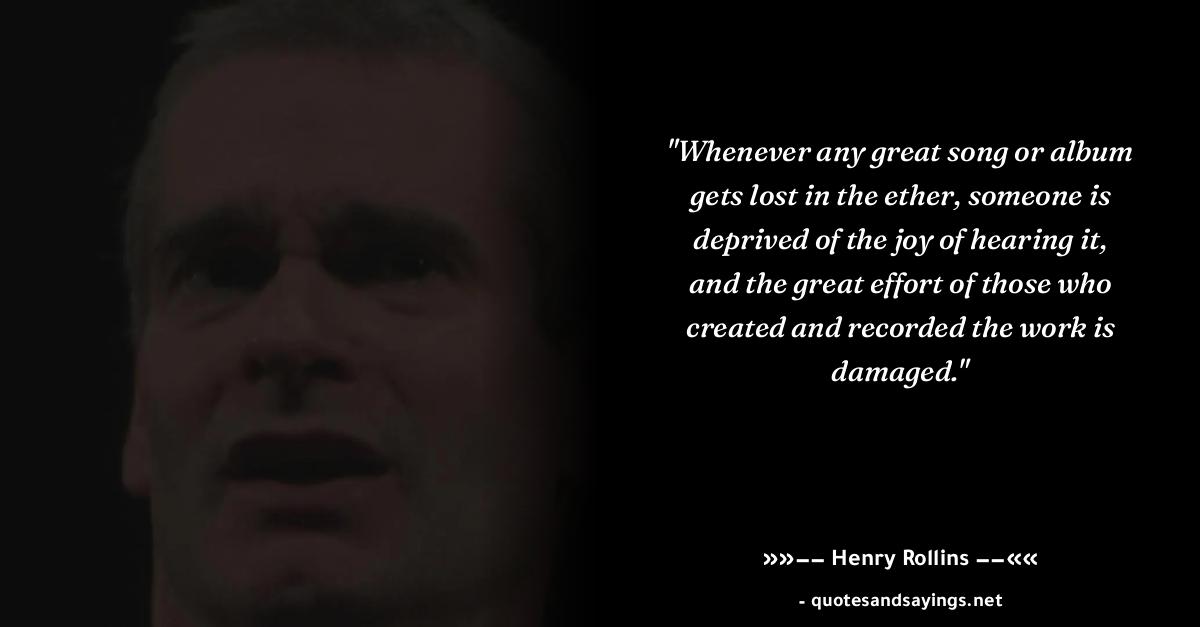 "Whenever any great song or album
gets lost in the ether, someone is
deprived of the joy of hearing it,
and the great effort of those who
created and recorded the work is
damaged."
»»–– Henry Rollins ––««
- quotesandsayings.net